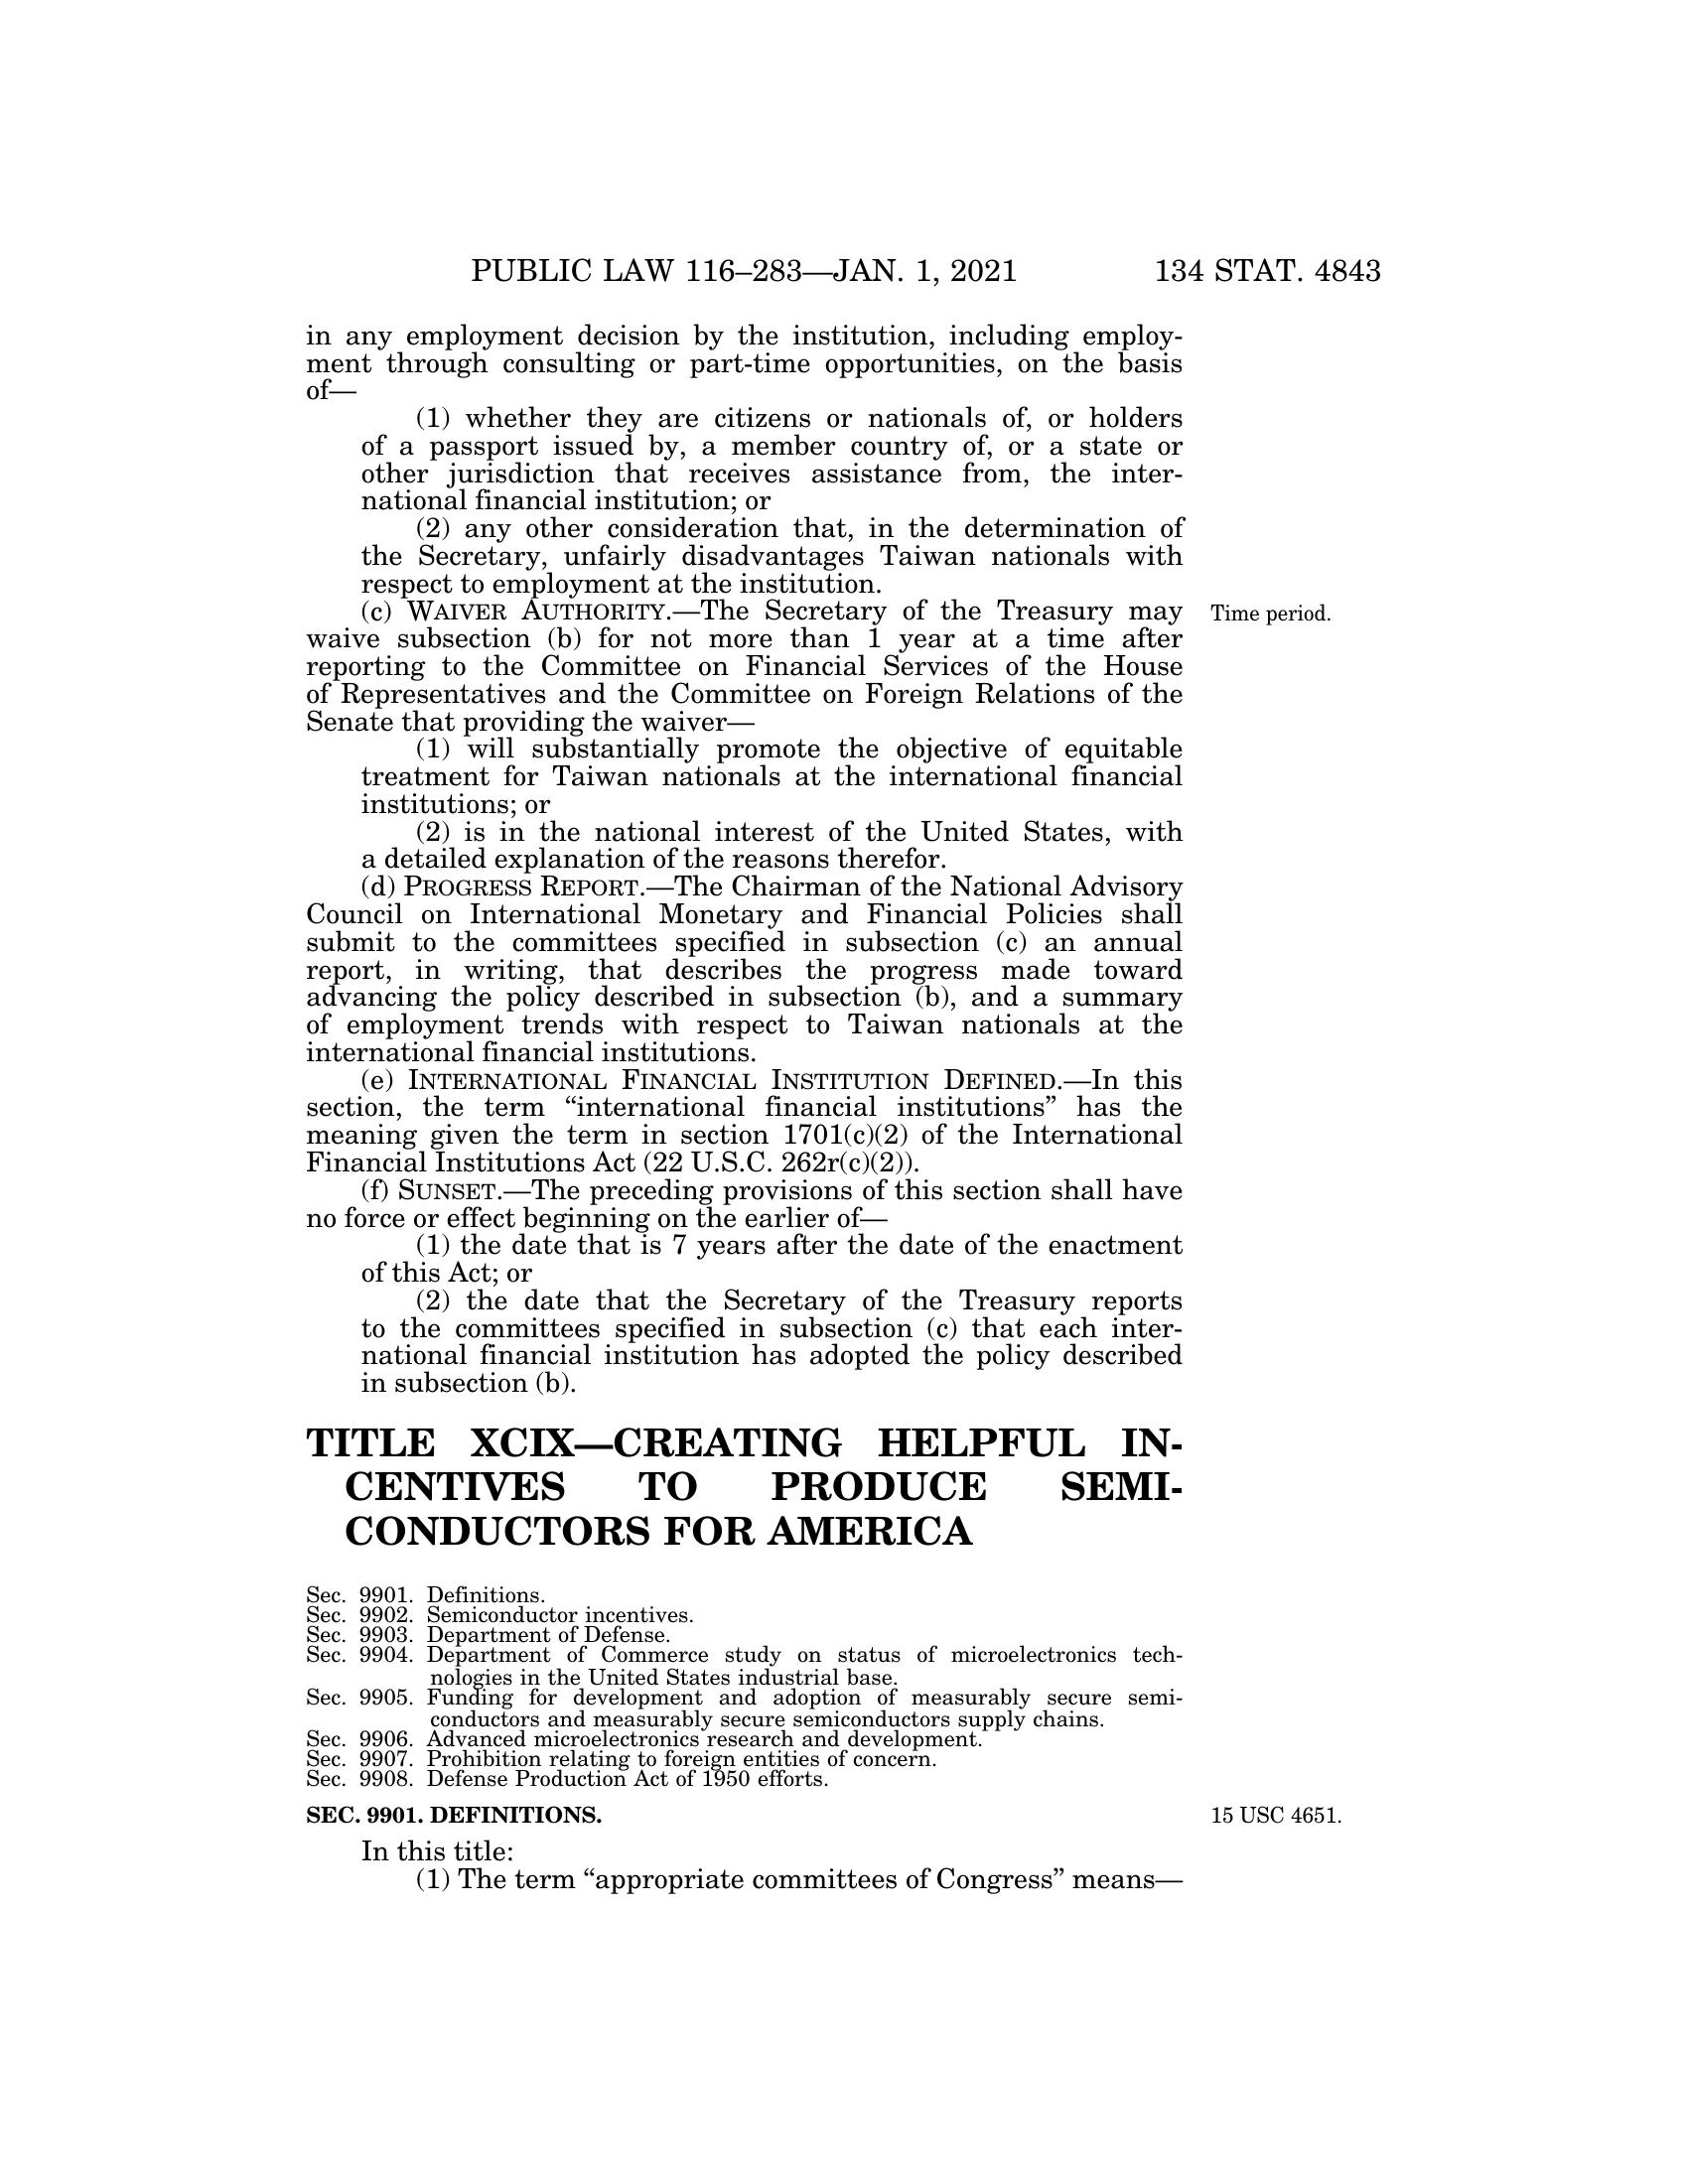 PUBLIC LAW 116–283—JAN. 1, 2021 134 STAT. 4843
in any employment decision by the institution, including employ-
ment through consulting or part-time opportunities, on the basis
of—
(1) whether they are citizens or nationals of, or holders
of a passport issued by, a member country of, or a state or
other jurisdiction that receives assistance from, the inter-
national financial institution; or
(2) any other consideration that, in the determination of
the Secretary, unfairly disadvantages Taiwan nationals with
respect to employment at the institution.
(c) WAIVER AUTHORITY.—The Secretary of the Treasury may Time period.
waive subsection (b) for not more than 1 year at a time after
reporting to the Committee on Financial Services of the House
of Representatives and the Committee on Foreign Relations of the
Senate that providing the waiver—
(1) will substantially promote the objective of equitable
treatment for Taiwan nationals at the international financial
institutions; or
(2) is in the national interest of the United States, with
a detailed explanation of the reasons therefor.
(d) PROGRESS REPORT.—The Chairman of the National Advisory
Council on International Monetary and Financial Policies shall
submit to the committees specified in subsection (c) an annual
report, in writing, that describes the progress made toward
advancing the policy described in subsection (b), and a summary
of employment trends with respect to Taiwan nationals at the
international financial institutions.
(e) INTERNATIONAL FINANCIAL INSTITUTION DEFINED.—In this
section, the term “international financial institutions” has the
meaning given the term in section 1701(c)(2) of the International
Financial Institutions Act (22 U.S.C. 262r(c)(2)).
(f) SUNSET.—The preceding provisions of this section shall have
no force or effect beginning on the earlier of—
(1) the date that is 7 years after the date of the enactment
of this Act; or
(2) the date that the Secretary of the Treasury reports
to the committees specified in subsection (c) that each inter-
national financial institution has adopted the policy described
in subsection (b).
TITLE XCIX—CREATING HELPFUL IN-
CENTIVES TO PRODUCE SEMI-
CONDUCTORS FOR AMERICA
Sec. 9901. Definitions.
Sec. 9902. Semiconductor incentives.
Sec. 9903. Department of Defense.
Sec. 9904. Department of Commerce study on status of microelectronics tech-
nologies in the United States industrial base.
Sec. 9905. Funding for development and adoption of measurably secure semi-
conductors and measurably secure semiconductors supply chains.
Sec. 9906. Advanced microelectronics research and development.
Sec. 9907. Prohibition relating to foreign entities of concern.
Sec. 9908. Defense Production Act of 1950 efforts.
SEC. 9901. DEFINITIONS. 15 USC 4651.
In this title:
(1) The term “appropriate committees of Congress” means—